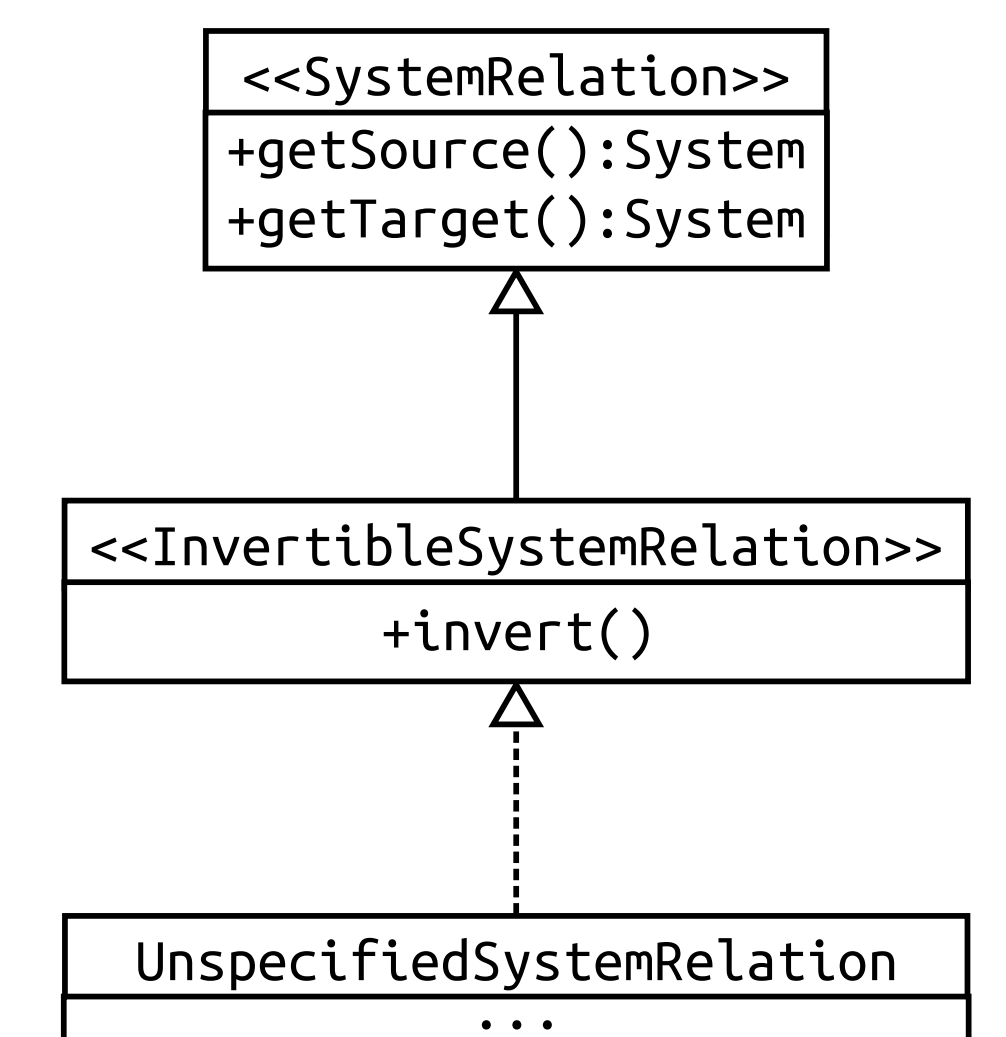 <<SystemRelation>>
+getSource():System
+getTarget():System
<<InvertibleSystemRelation>>
+invert()
UnspecifiedSystemRelation
...